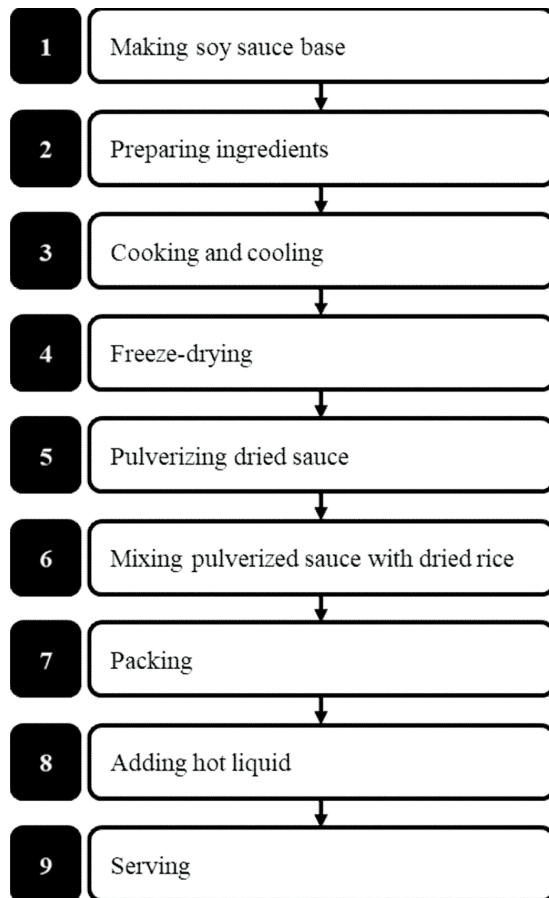 1 Making soy sauce base
2 Preparing ingredients
3 Cooking and cooling
4 Freeze-drying
5 Pulverizing dried sauce
6 Mixing pulverized sauce with dried rice
7 Packing
8 Adding hot liquid
9 Serving